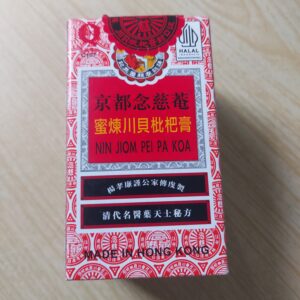 HALAL
京都念慈菴
蜜煉川貝枇杷膏
NIN JIOM PEI PA KOA
楊孝廉謹公家傳虔製
清代名醫葉天士秘方
MADE IN HONG KONG